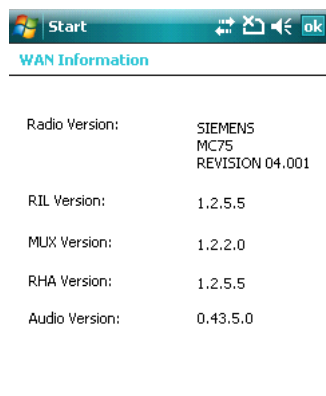 Start ok
WAN Information
Radio Version: SIEMENS
MC75
REVISION 04.001
RIL Version: 1.2.5.5
MUX Version: 1.2.2.0
RHA Version: 1.2.5.5
Audio Version: 0.43.5.0